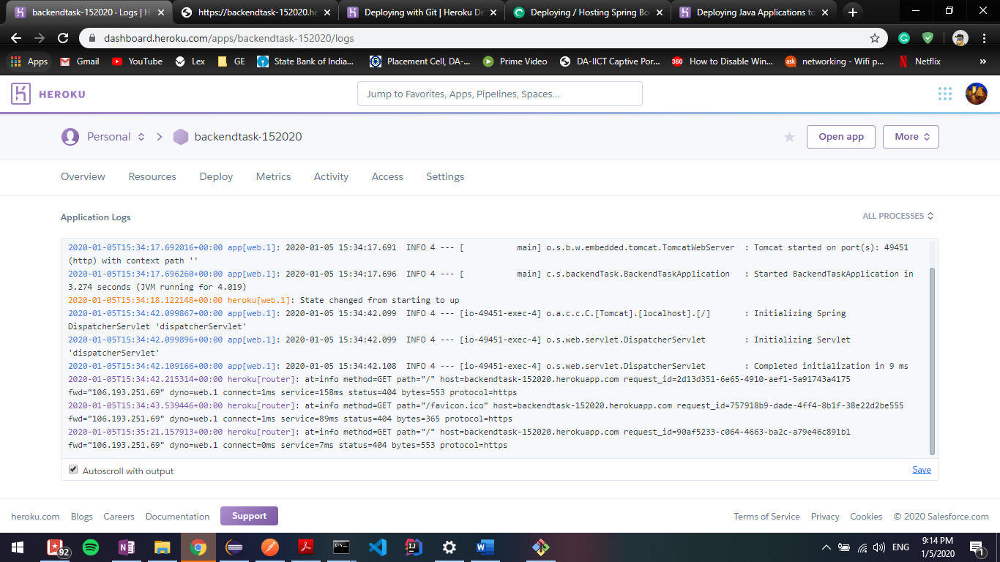 backendtask-152020 · Logs | H
https://backendtask-152020.he
Deploying with Git | Heroku De
Deploying / Hosting Spring Bo
Deploying Java Applications to
dashboard.heroku.com/apps/backendtask-152020/logs
Apps
Gmail
YouTube
Lex
GE
State Bank of India...
Placement Cell, DA-...
Prime Video
DA-IICT Captive Por...
360
How to Disable Win...
ask
networking - Wifi p...
Netflix
»
HEROKU
Jump to Favorites, Apps, Pipelines, Spaces...
Personal > backendtask-152020
Open app
More
Overview
Resources
Deploy
Metrics
Activity
Access
Settings
Application Logs
ALL PROCESSES
2020-01-05T15:34:17.692016+00:00 app[web.1]: 2020-01-05 15:34:17.691 INFO 4 --- [ main] o.s.b.w.embedded.tomcat.TomcatWebServer : Tomcat started on port(s): 49451
(http) with context path ''
2020-01-05T15:34:17.696260+00:00 app[web.1]: 2020-01-05 15:34:17.696 INFO 4 --- [ main] c.s.backendTask.BackendTaskApplication : Started BackendTaskApplication in
3.274 seconds (JVM running for 4.019)
2020-01-05T15:34:18.122148+00:00 heroku[web.1]: State changed from starting to up
2020-01-05T15:34:42.099867+00:00 app[web.1]: 2020-01-05 15:34:42.099 INFO 4 --- [io-49451-exec-4] o.a.c.c.C.[Tomcat].[localhost].[/] : Initializing Spring
DispatcherServlet 'dispatcherServlet'
2020-01-05T15:34:42.099896+00:00 app[web.1]: 2020-01-05 15:34:42.099 INFO 4 --- [io-49451-exec-4] o.s.web.servlet.DispatcherServlet : Initializing Servlet
'dispatcherServlet'
2020-01-05T15:34:42.109166+00:00 app[web.1]: 2020-01-05 15:34:42.108 INFO 4 --- [io-49451-exec-4] o.s.web.servlet.DispatcherServlet : Completed initialization in 9 ms
2020-01-05T15:34:42.215314+00:00 heroku[router]: at=info method=GET path="/" host=backendtask-152020.herokuapp.com request_id=2d13d351-6e65-4910-aef1-5a91743a4175
fwd="106.193.251.69" dyno=web.1 connect=1ms service=158ms status=404 bytes=553 protocol=https
2020-01-05T15:34:43.539446+00:00 heroku[router]: at=info method=GET path="/favicon.ico" host=backendtask-152020.herokuapp.com request_id=757918b9-dade-4ff4-8b1f-38e22d2be555
fwd="106.193.251.69" dyno=web.1 connect=1ms service=89ms status=404 bytes=365 protocol=https
2020-01-05T15:35:21.157913+00:00 heroku[router]: at=info method=GET path="/" host=backendtask-152020.herokuapp.com request_id=90af5233-c064-4663-ba2c-a79e46c891b1
fwd="106.193.251.69" dyno=web.1 connect=0ms service=7ms status=404 bytes=553 protocol=https
Autoscroll with output
Save
heroku.com
Blogs
Careers
Documentation
Support
Terms of Service
Privacy
Cookies
© 2020 Salesforce.com
92
ENG
9:14 PM
1/5/2020
1